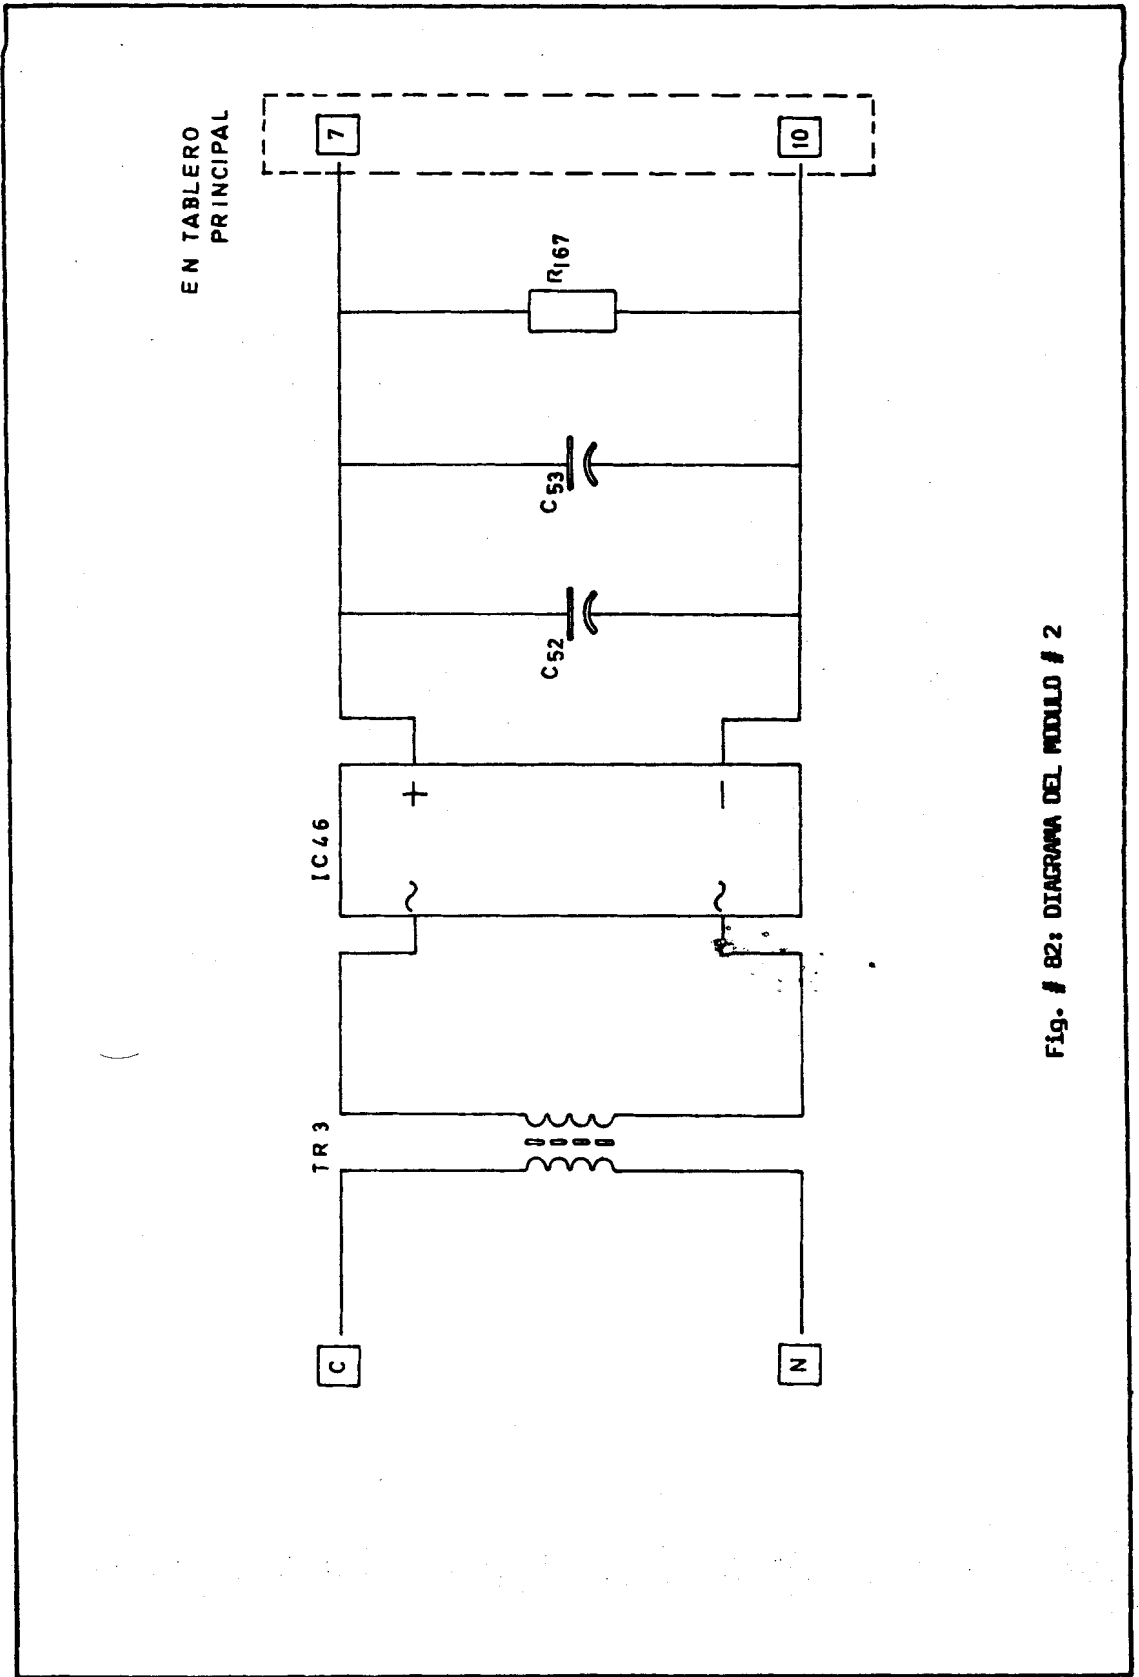 EN TABLERO
PRINCIPAL
7
10
R167
C53
C52
IC46
+
−
~
~
TR3
C
N
Fig. # 82: DIAGRAMA DEL MODULO # 2